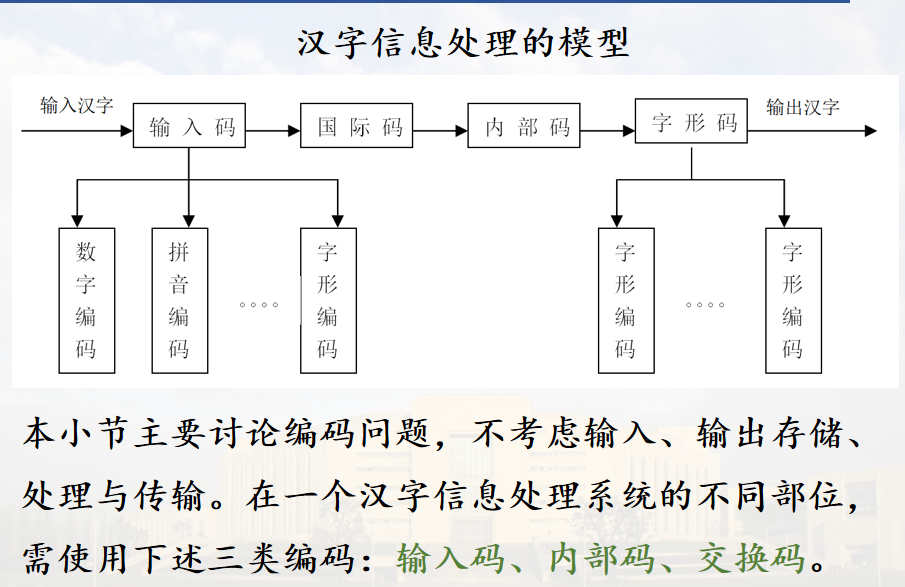 汉字信息处理的模型
输入汉字
输入码
国际码
内部码
字形码
输出汉字
数字编码
拼音编码
。。。。
字形编码
字形编码
。。。。
字形编码
本小节主要讨论编码问题，不考虑输入、输出存储、
处理与传输。在一个汉字信息处理系统的不同部位，
需使用下述三类编码：输入码、内部码、交换码。